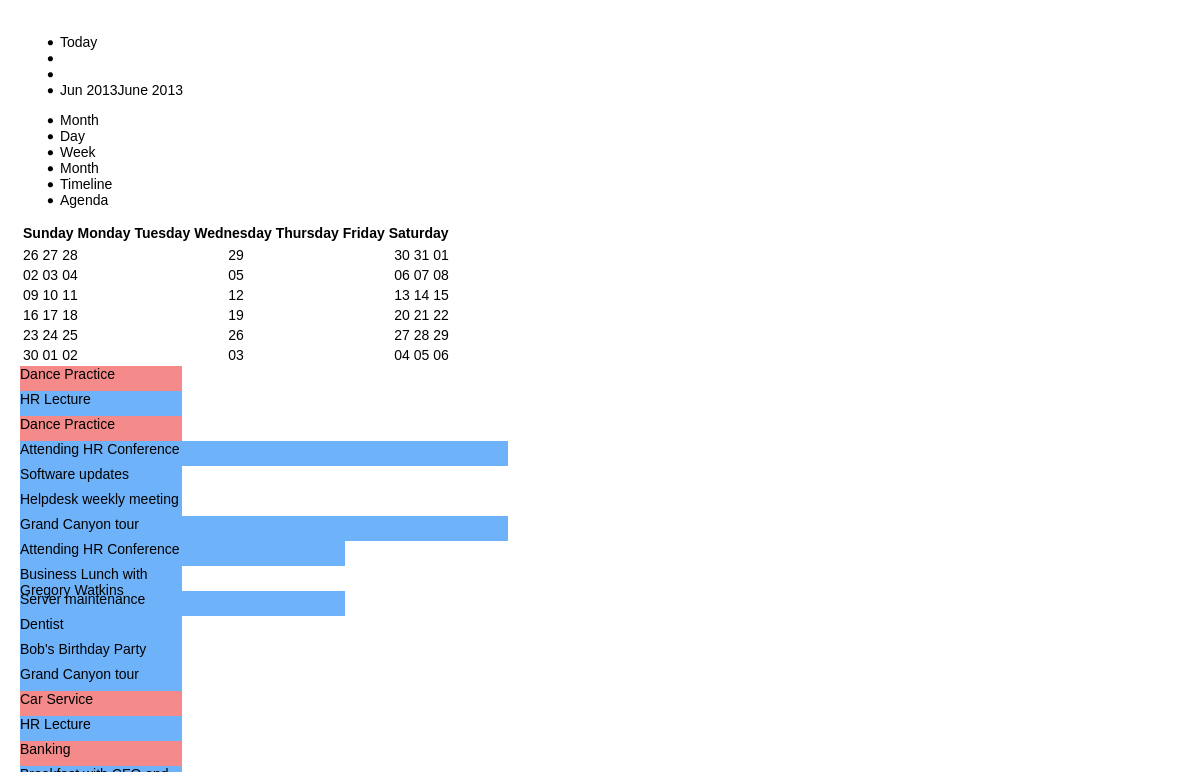 Today
Jun 2013June 2013
Month
Day
Week
Month
Timeline
Agenda
Sunday Monday Tuesday Wednesday Thursday Friday Saturday
26 27 28 29 30 31 01
02 03 04 05 06 07 08
09 10 11 12 13 14 15
16 17 18 19 20 21 22
23 24 25 26 27 28 29
30 01 02 03 04 05 06
Dance Practice
HR Lecture
Dance Practice
Attending HR Conference
Software updates
Helpdesk weekly meeting
Grand Canyon tour
Attending HR Conference
Business Lunch with
Gregory Watkins
Server maintenance
Dentist
Bob's Birthday Party
Grand Canyon tour
Car Service
HR Lecture
Banking
Breakfast with CFO and